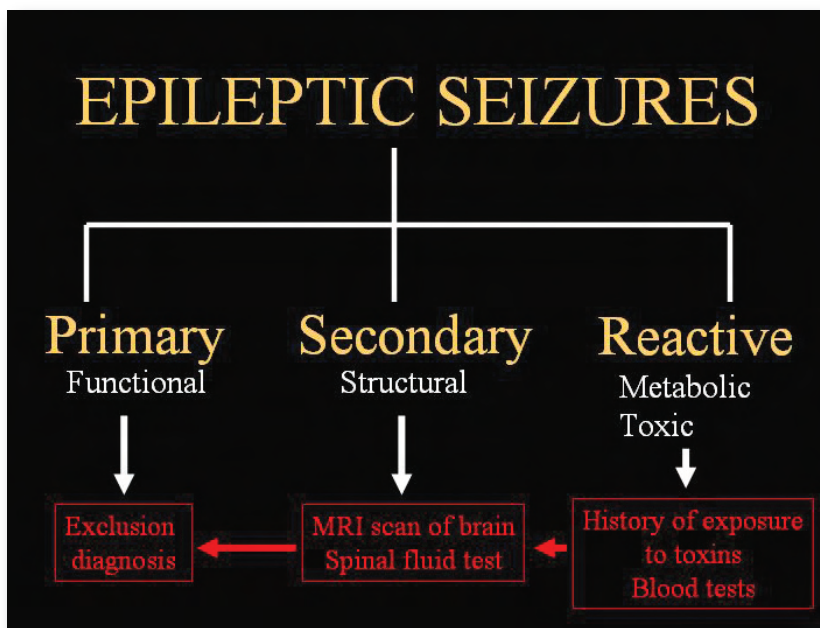 EPILEPTIC SEIZURES
Primary
Functional
Secondary
Structural
Reactive
Metabolic
Toxic
Exclusion
diagnosis
MRI scan of brain
Spinal fluid test
History of exposure
to toxins
Blood tests